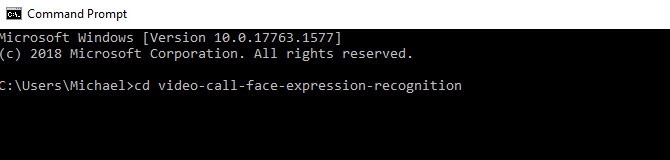 Command Prompt
Microsoft Windows [Version 10.0.17763.1577]
(c) 2018 Microsoft Corporation. All rights reserved.
C:\Users\Michael>cd video-call-face-expression-recognition